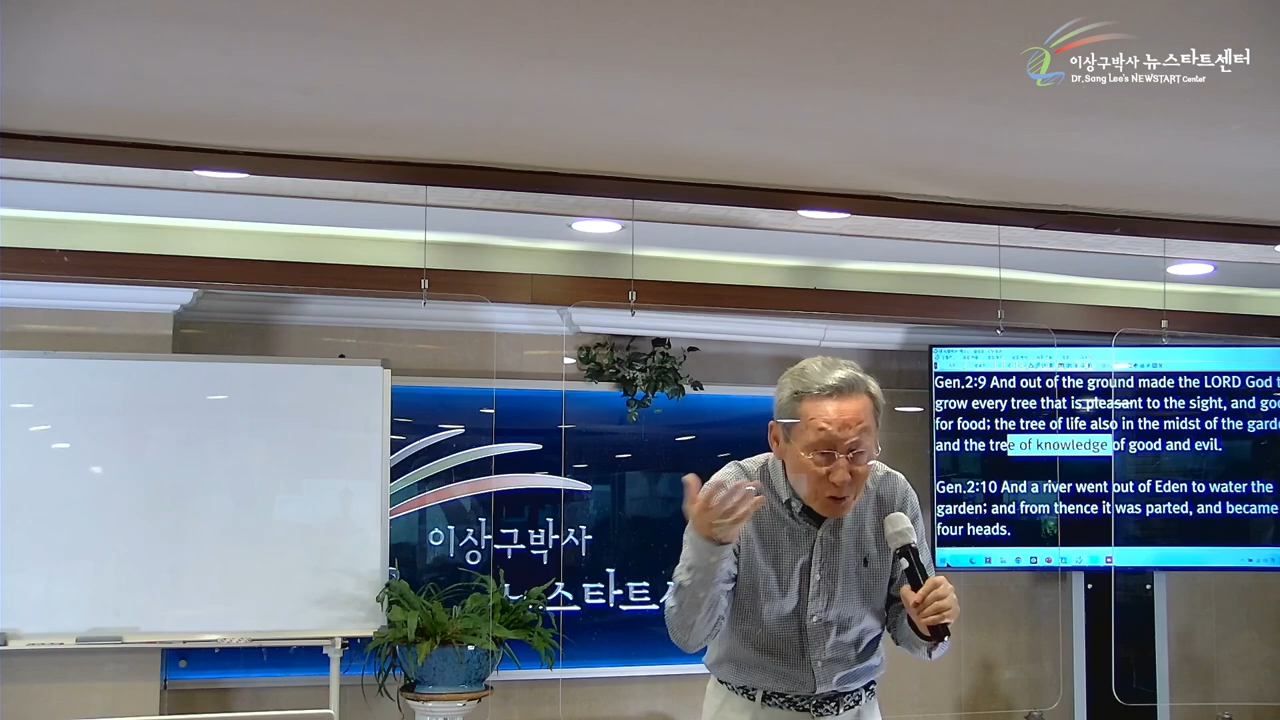 이상구박사 뉴스타트센터
Dr. Sang Lee's NEWSTART Center
Gen.2:9 And out of the ground made the LORD God t
grow every tree that is pleasant to the sight, and goo
for food; the tree of life also in the midst of the garde
and the tree of knowledge of good and evil.
Gen.2:10 And a river went out of Eden to water the
garden; and from thence it was parted, and became
four heads.
이상구박사
뉴스타트